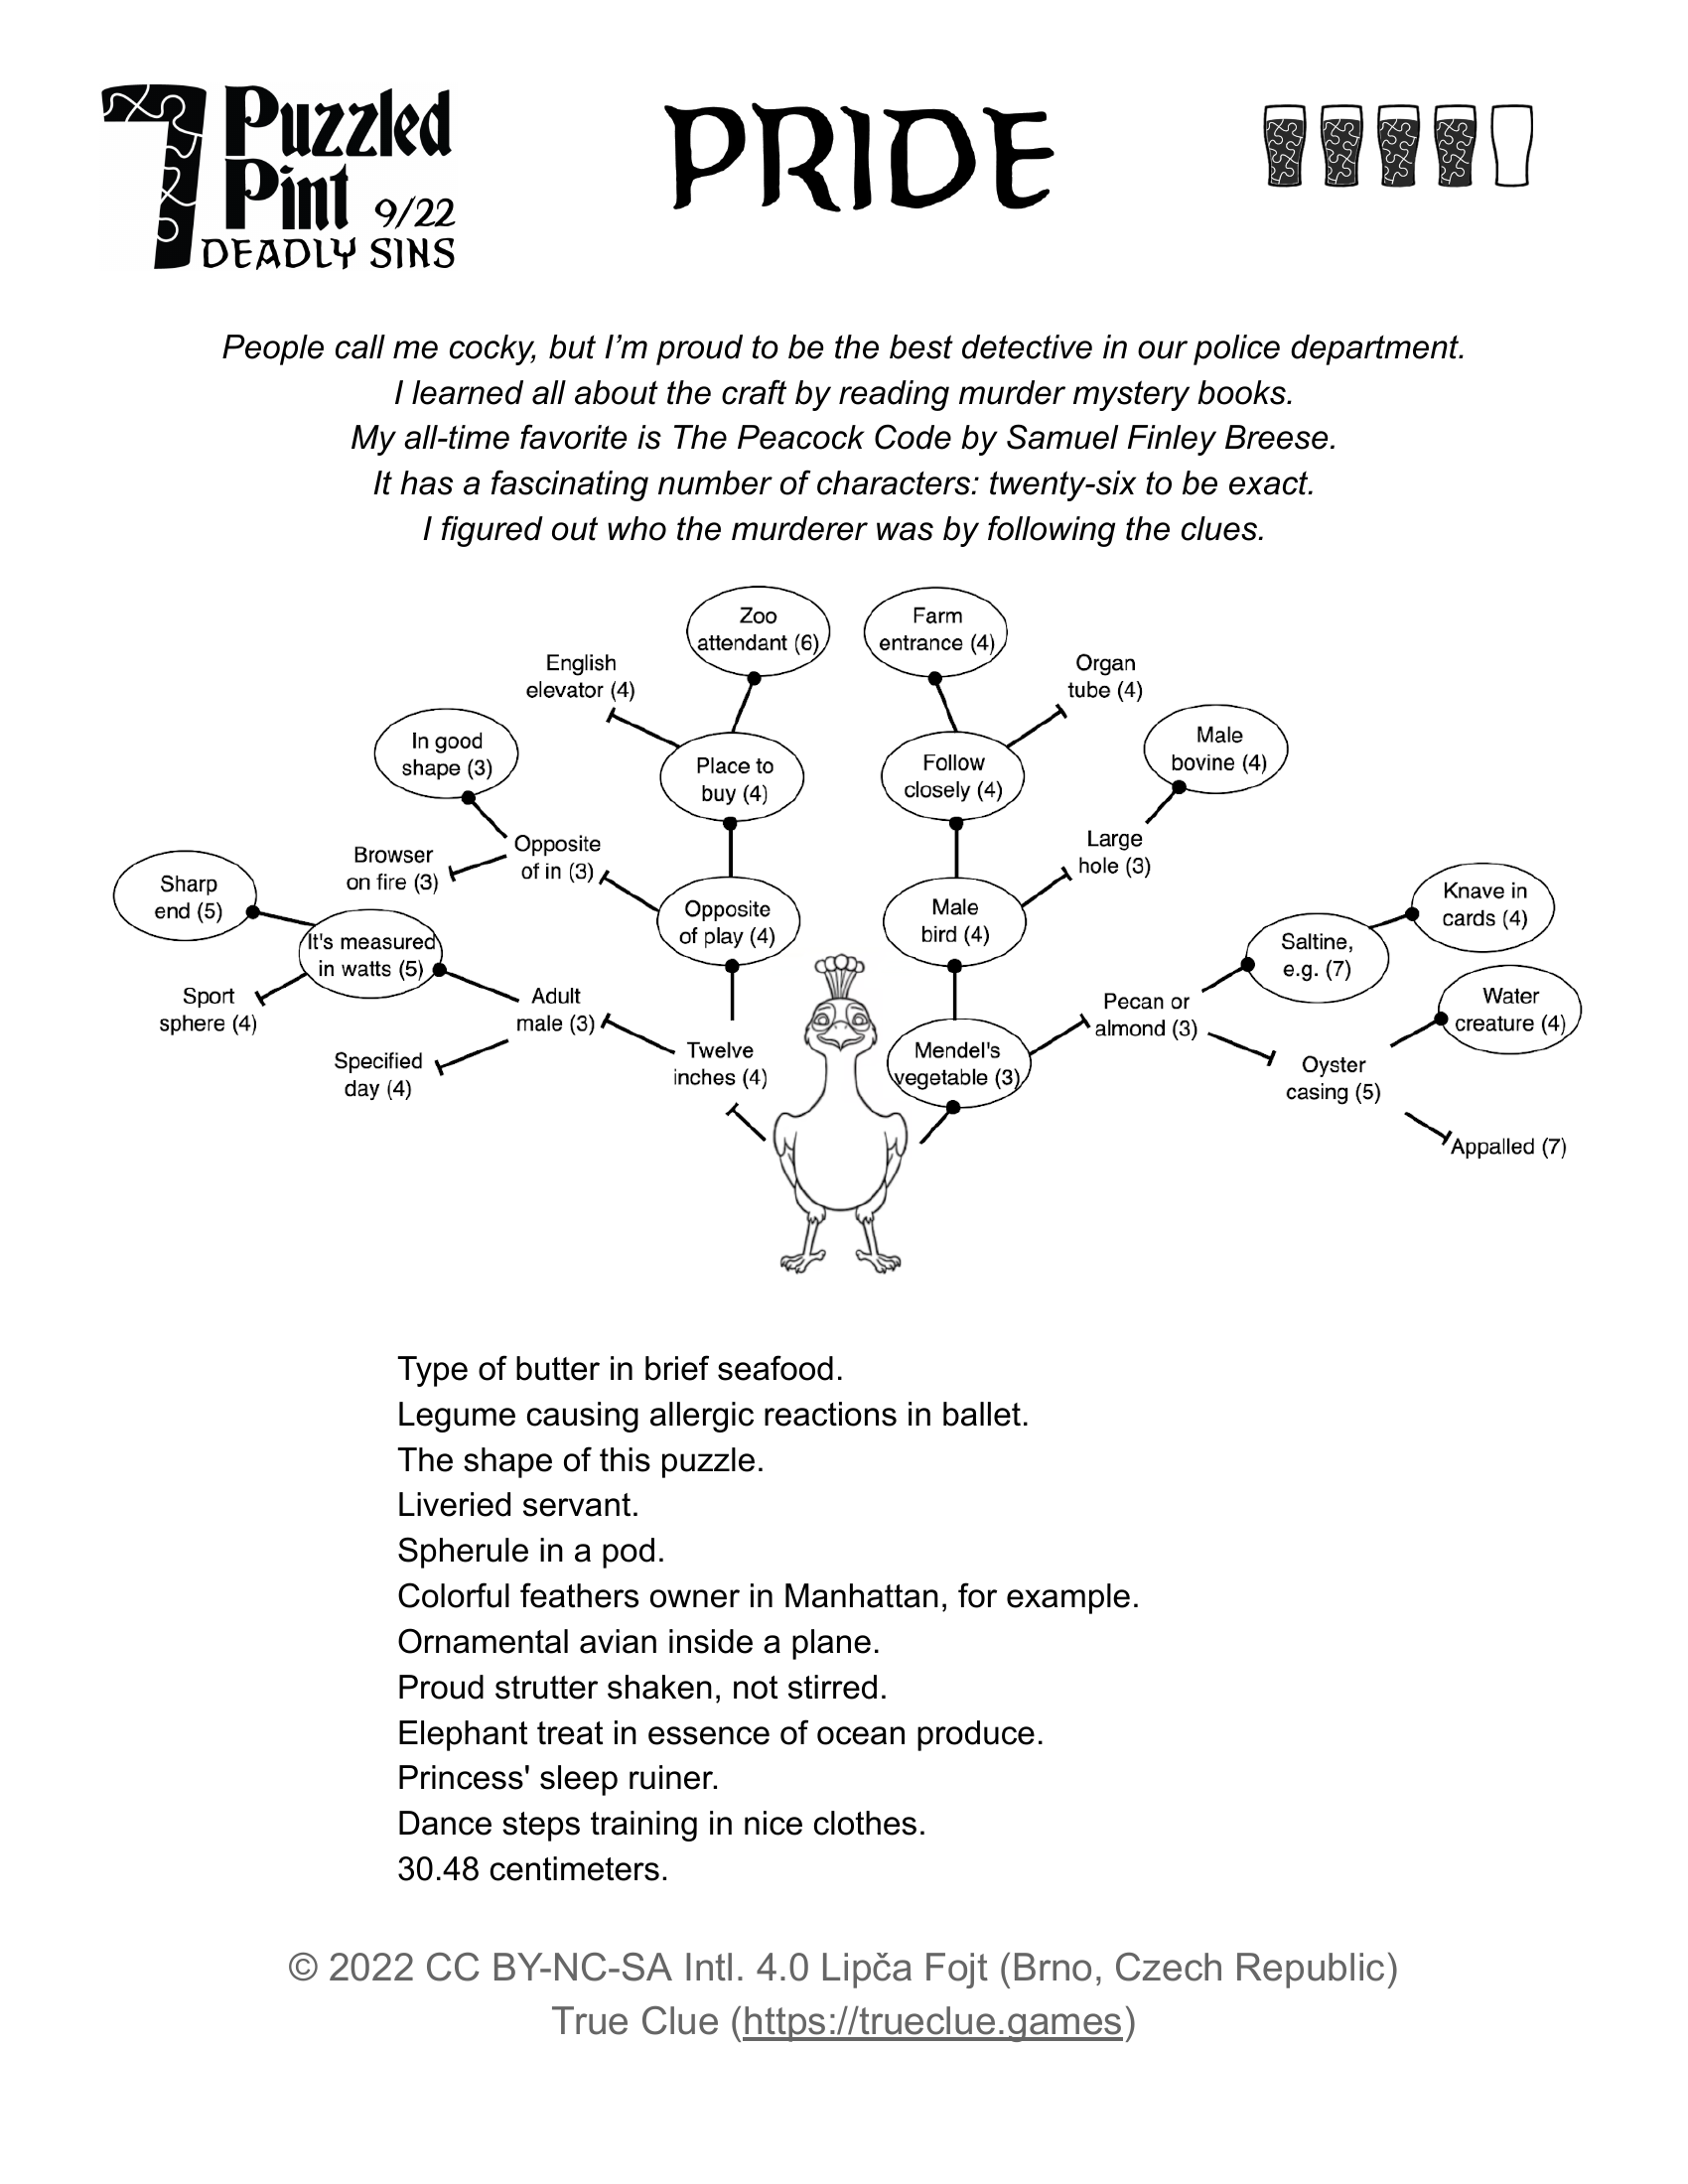 Puzzled
Pint 9/22
DEADLY SINS
PRIDE
People call me cocky, but I’m proud to be the best detective in our police department.
I learned all about the craft by reading murder mystery books.
My all-time favorite is The Peacock Code by Samuel Finley Breese.
It has a fascinating number of characters: twenty-six to be exact.
I figured out who the murderer was by following the clues.
Zoo
attendant (6)
Farm
entrance (4)
English
elevator (4)
Organ
tube (4)
In good
shape (3)
Place to
buy (4)
Follow
closely (4)
Male
bovine (4)
Browser
on fire (3)
Opposite
of in (3)
Large
hole (3)
Sharp
end (5)
Opposite
of play (4)
Male
bird (4)
Knave in
cards (4)
It's measured
in watts (5)
Saltine,
e.g. (7)
Sport
sphere (4)
Adult
male (3)
Pecan or
almond (3)
Water
creature (4)
Specified
day (4)
Twelve
inches (4)
Mendel's
vegetable (3)
Oyster
casing (5)
Appalled (7)
Type of butter in brief seafood.
Legume causing allergic reactions in ballet.
The shape of this puzzle.
Liveried servant.
Spherule in a pod.
Colorful feathers owner in Manhattan, for example.
Ornamental avian inside a plane.
Proud strutter shaken, not stirred.
Elephant treat in essence of ocean produce.
Princess' sleep ruiner.
Dance steps training in nice clothes.
30.48 centimeters.
© 2022 CC BY-NC-SA Intl. 4.0 Lipča Fojt (Brno, Czech Republic)
True Clue (https://trueclue.games)